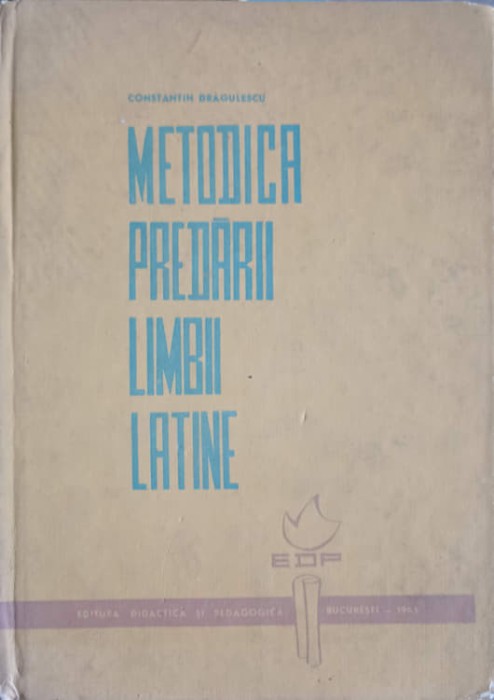 CONSTANTIN DRĂGULESCU
METODICA
PREDĂRII
LIMBII
LATINE
EDP
EDITURA DIDACTICĂ ȘI PEDAGOGICĂ BUCUREȘTI –